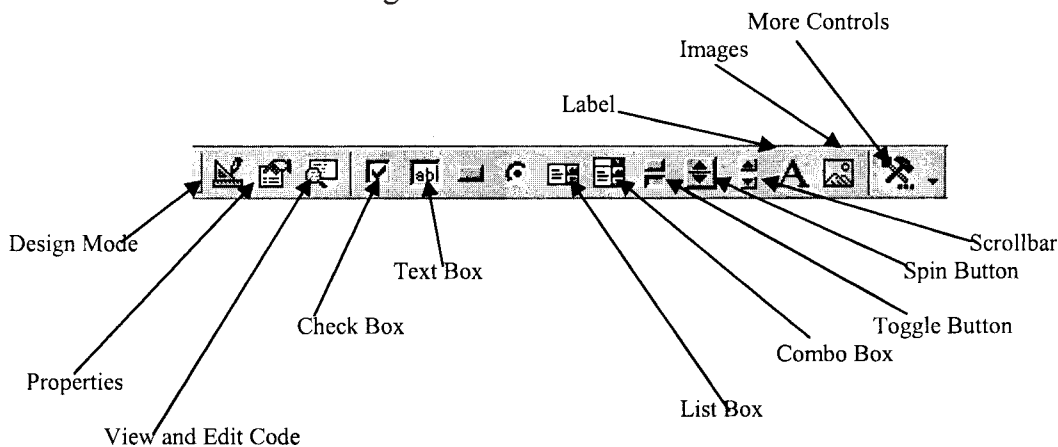 More Controls
Images
Label
ab
A
Design Mode
Scrollbar
Text Box
Spin Button
Check Box
Toggle Button
Combo Box
Properties
List Box
View and Edit Code